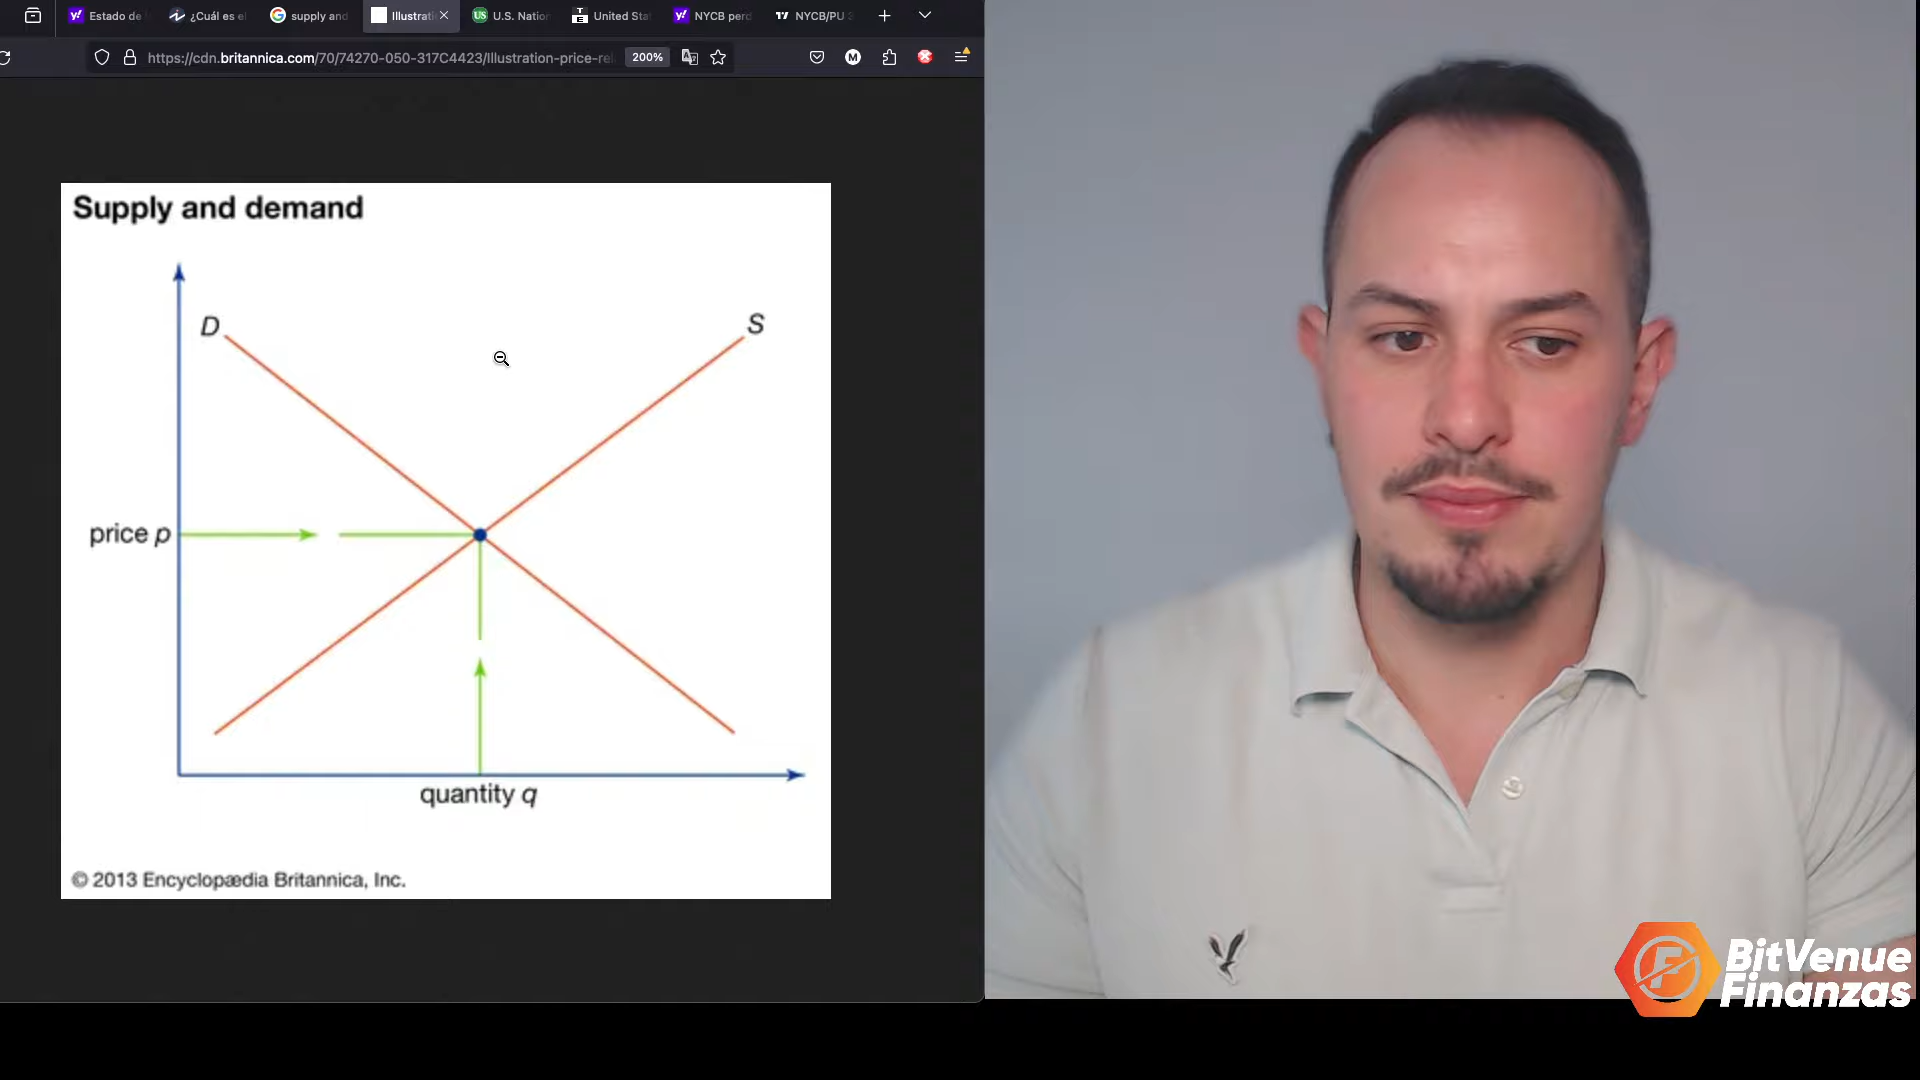 Estado de
¿Cuál es el
supply and
Illustrati
U.S. Nation
United Sta
NYCB perd
NYCB/PU
https://cdn.britannica.com/70/74270-050-317C4423/Illustration-price-rel
200%
M
Supply and demand
D
S
price p
quantity q
© 2013 Encyclopædia Britannica, Inc.
BitVenue
Finanzas